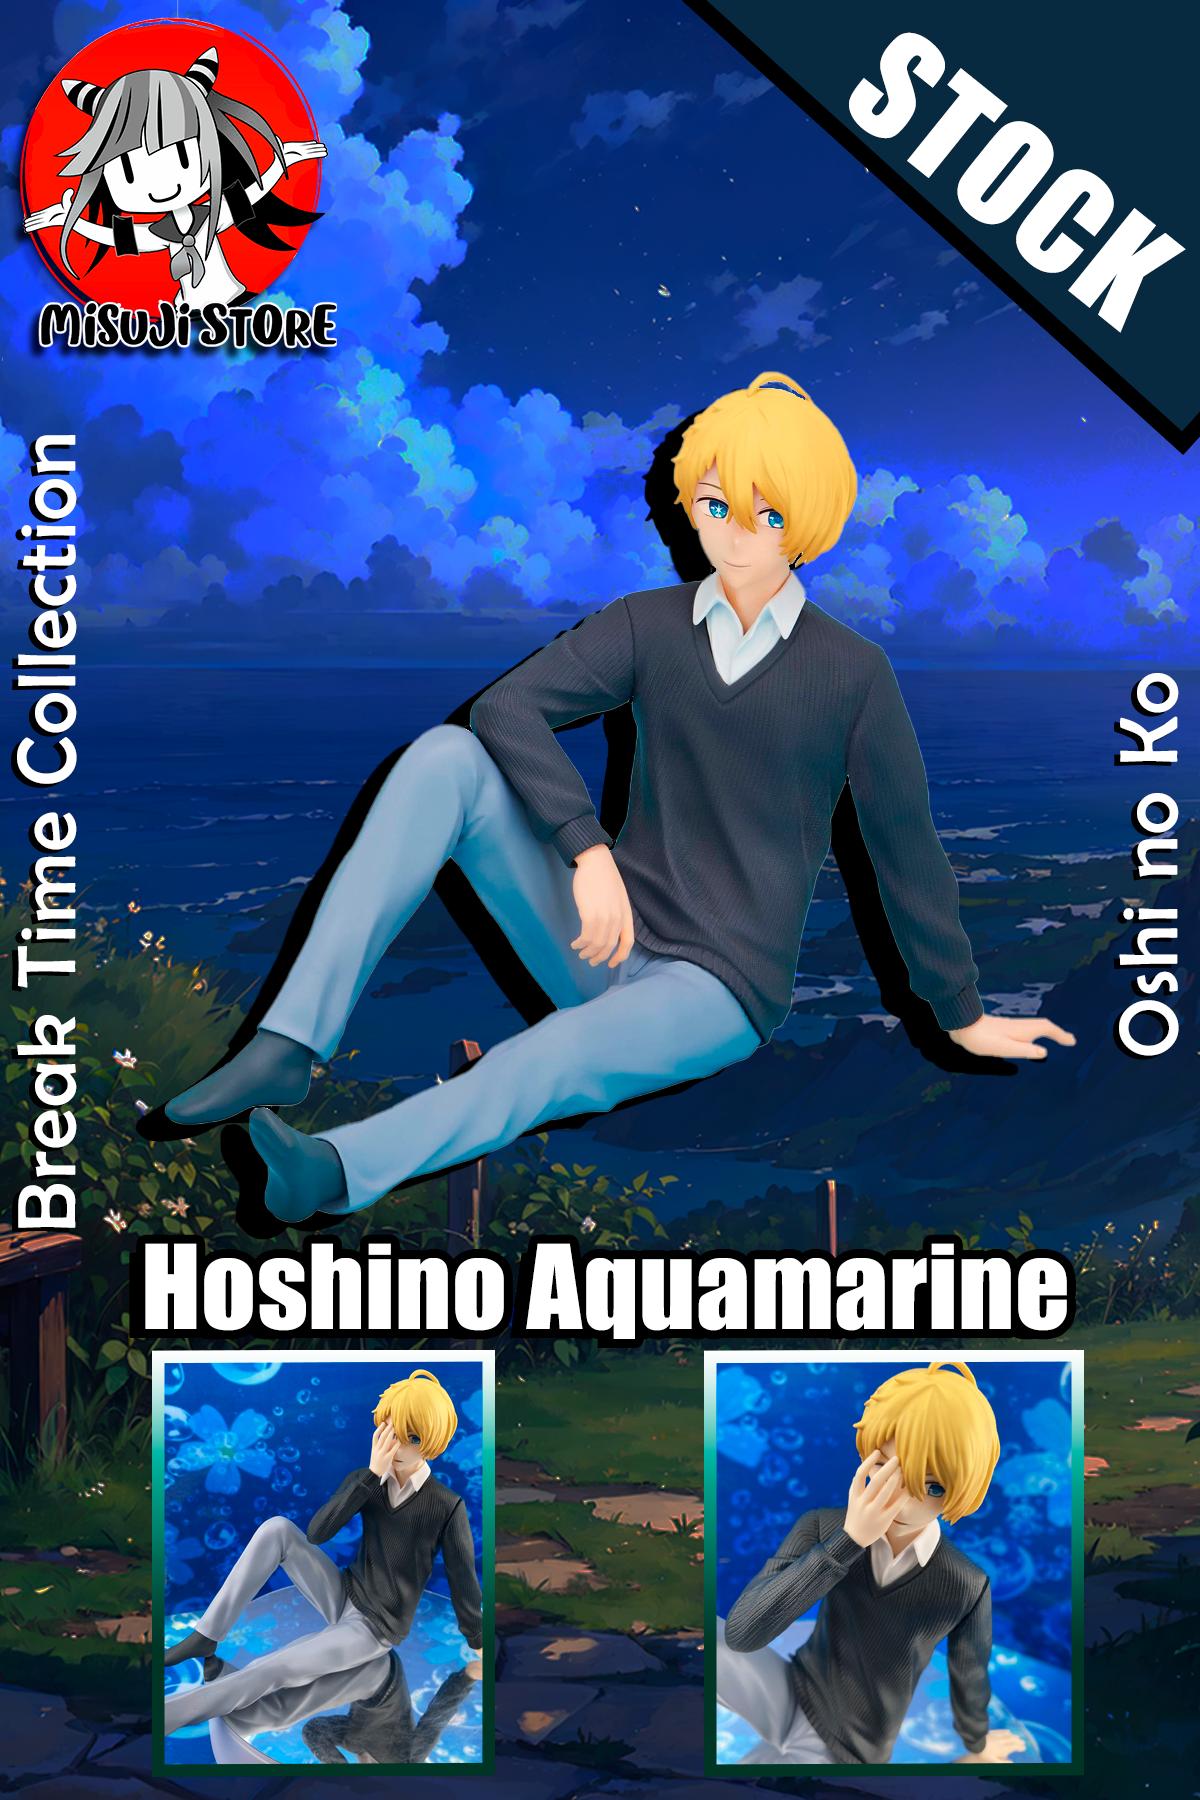 STOCK
MiSUJi STORE
Break Time Collection
Oshi no Ko
Hoshino Aquamarine